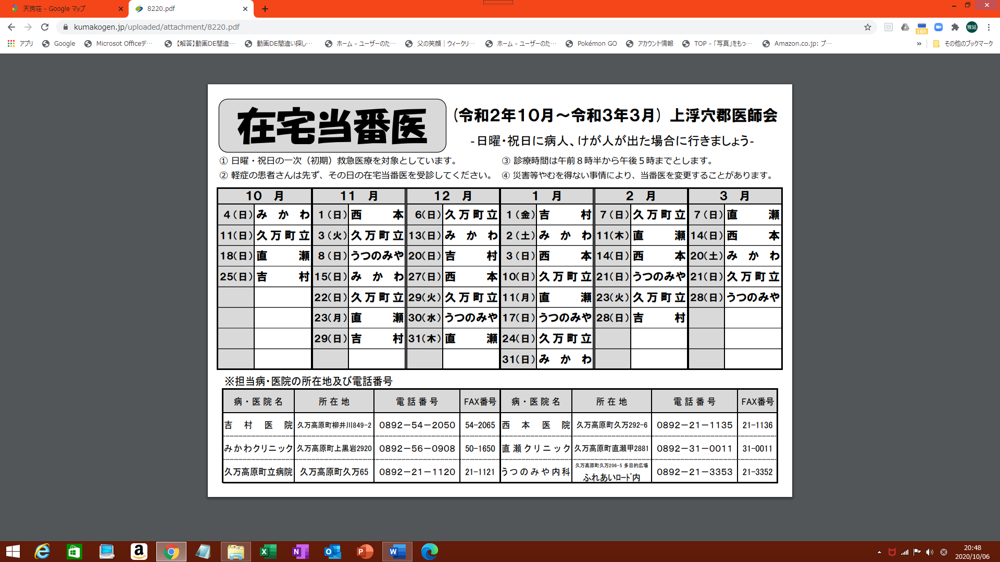 天狗荘 - Google マップ
8220.pdf
kumakogen.jp/uploaded/attachment/8220.pdf
16h
雅延
アプリ Google Microsot Officeデ… 【解答】動画DE間違… 動画DE間違い探し… ホーム - ユーザーのた… 父の笑顔｜ウィークリ… ホーム - ユーザーのた… Pokémon GO アカウント情報 TOP - 「写真」をもっ… Amazon.co.jp: プ… » その他のブックマーク
在宅当番医
(令和2年10月～令和3年3月) 上浮穴郡医師会
-日曜・祝日に病人、けが人が出た場合に行きましょう-
① 日曜・祝日の一次（初期）救急医療を対象としています。 ③ 診療時間は午前８時半から午後５時までとします。
② 軽症の患者さんは先ず、その日の在宅当番医を受診してください。 ④ 災害等やむを得ない事情により、当番医を変更することがあります。
10 月 11 月 12 月 1 月 2 月 3 月
4(日) みかわ 1(日) 西本 6(日) 久万町立 1(金) 吉村 7(日) 久万町立 7(日) 直瀬
11(日) 久万町立 3(火) 久万町立 13(日) みかわ 2(土) みかわ 11(木) 直瀬 14(日) 西本
18(日) 直瀬 8(日) うつのみや 20(日) 吉村 3(日) 西本 14(日) 西本 20(土) みかわ
25(日) 吉村 15(日) みかわ 27(日) 西本 10(日) 久万町立 21(日) うつのみや 21(日) 久万町立
22(日) 久万町立 29(火) 久万町立 11(月) 直瀬 23(火) 久万町立 28(日) うつのみや
23(月) 直瀬 30(水) うつのみや 17(日) うつのみや 28(日) 吉村
29(日) 吉村 31(木) 直瀬 24(日) 久万町立
31(日) みかわ
※担当病・医院の所在地及び電話番号
病・医院名 所在地 電話番号 FAX番号 病・医院名 所在地 電話番号 FAX番号
吉村医院 久万高原町柳井川849-2 0892－54－2050 54-2065 西本医院 久万高原町久万292-6 0892－21－1135 21-1136
みかわクリニック 久万高原町上黒岩2920 0892－56－0908 50-1650 直瀬クリニック 久万高原町直瀬甲2881 0892－31－0011 31-0011
久万高原町立病院 久万高原町久万65 0892－21－1120 21-1121 うつのみや内科 久万高原町久万206-5 多目的広場 ふれあいﾛｰﾄﾞ内 0892－21－3353 21-3352
20:48
2020/10/06